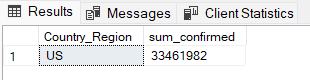 Results Messages Client Statistics
Country_Region sum_confirmed
1 US 33461982